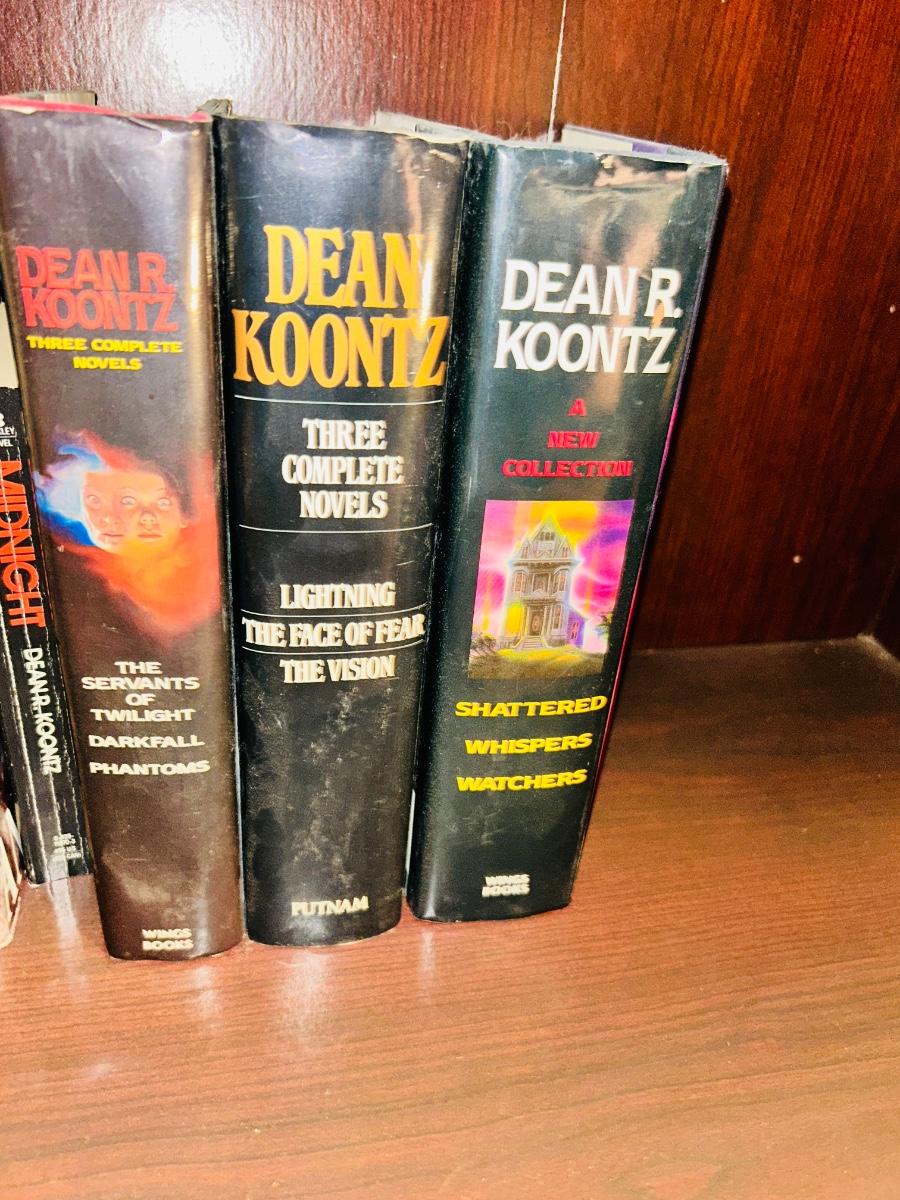 MIDNIGHT
DEAN R. KOONTZ
DEAN R.
KOONTZ
THREE COMPLETE
NOVELS
THE
SERVANTS
OF
TWILIGHT
DARKFALL
PHANTOMS
WINGS
BOOKS
DEAN
KOONTZ
THREE
COMPLETE
NOVELS
LIGHTNING
THE FACE OF FEAR
THE VISION
PUTNAM
DEAN R.
KOONTZ
A
NEW
COLLECTION
SHATTERED
WHISPERS
WATCHERS
WINGS
BOOKS